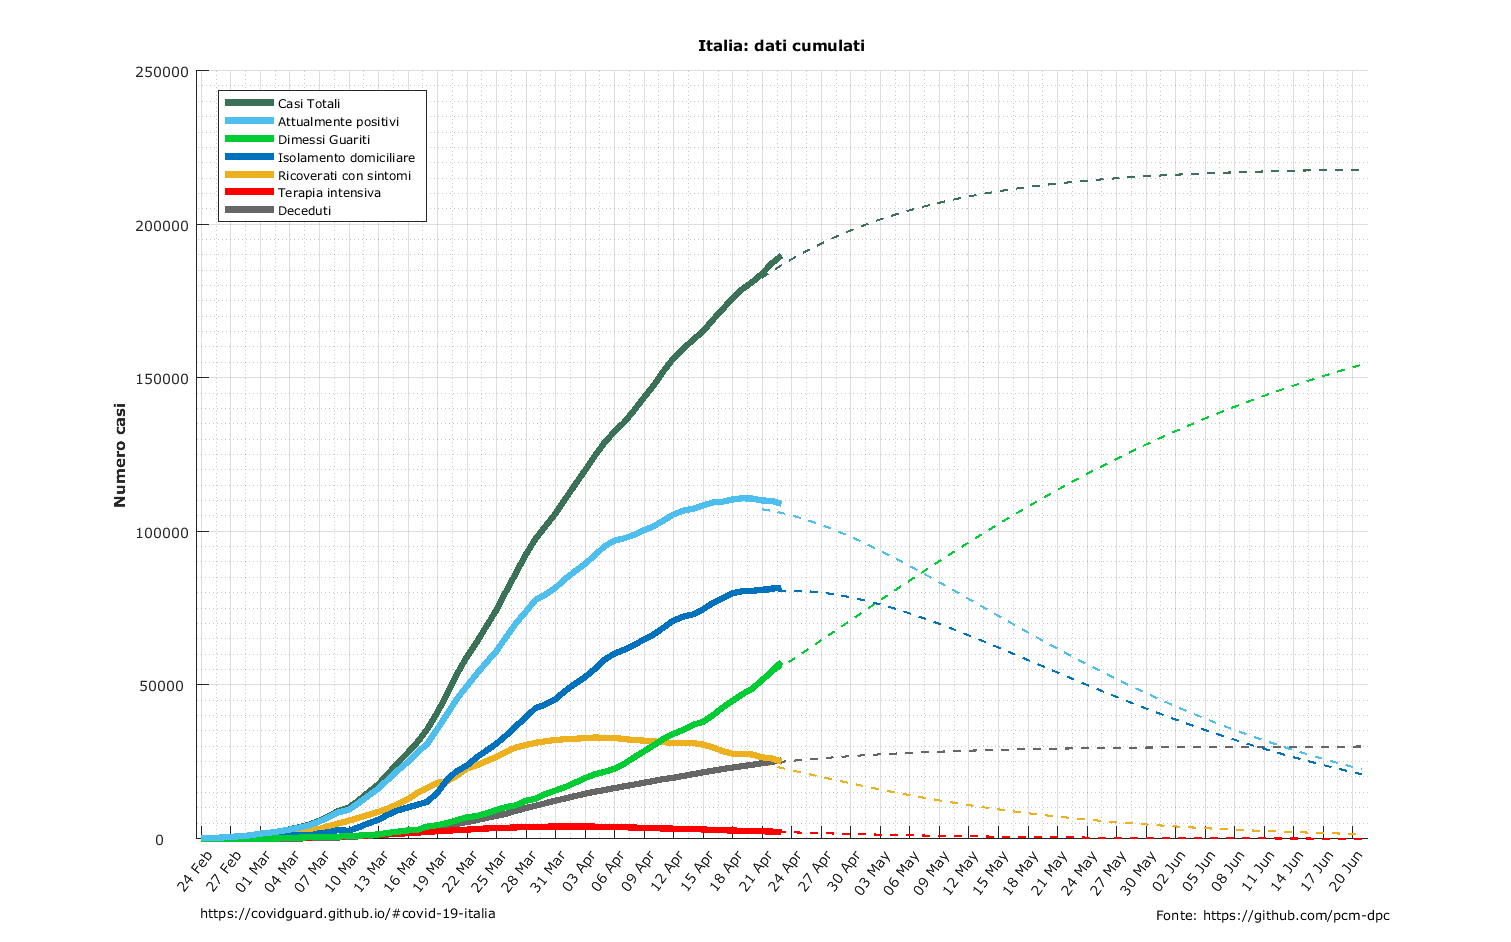 Italia: dati cumulati
250000
200000
150000
100000
50000
0
Numero casi
Casi Totali
Attualmente positivi
Dimessi Guariti
Isolamento domiciliare
Ricoverati con sintomi
Terapia intensiva
Deceduti
24 Feb
27 Feb
01 Mar
04 Mar
07 Mar
10 Mar
13 Mar
16 Mar
19 Mar
22 Mar
25 Mar
28 Mar
31 Mar
03 Apr
06 Apr
09 Apr
12 Apr
15 Apr
18 Apr
21 Apr
24 Apr
27 Apr
30 Apr
03 May
06 May
09 May
12 May
15 May
18 May
21 May
24 May
27 May
30 May
02 Jun
05 Jun
08 Jun
11 Jun
14 Jun
17 Jun
20 Jun
https://covidguard.github.io/#covid-19-italia
Fonte: https://github.com/pcm-dpc